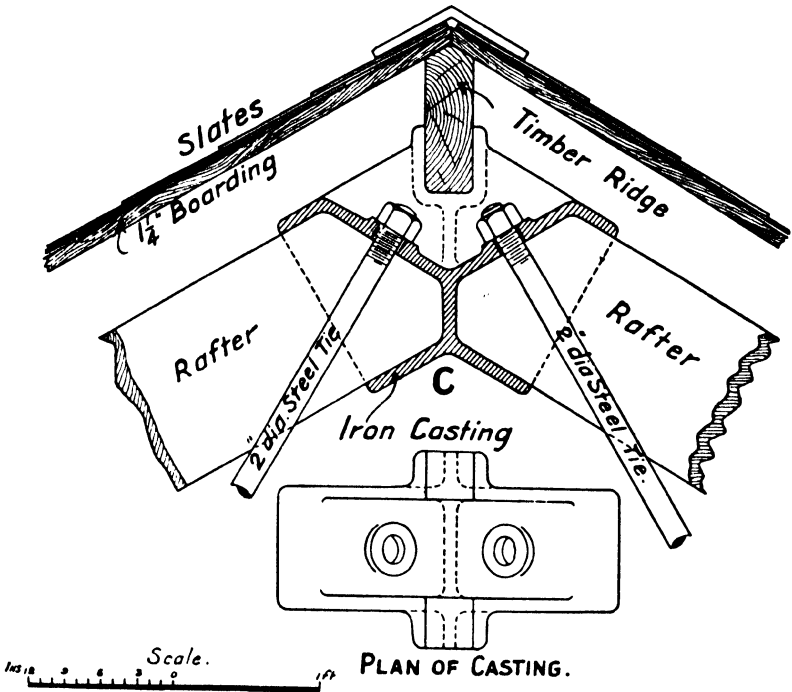 Slates
1¼" Boarding
Timber Ridge
Rafter
Rafter
2" dia. Steel Tie
2" dia Steel Tie.
C
Iron Casting
PLAN OF CASTING.
Scale.
Ins 12 9 6 3 0 1 ft